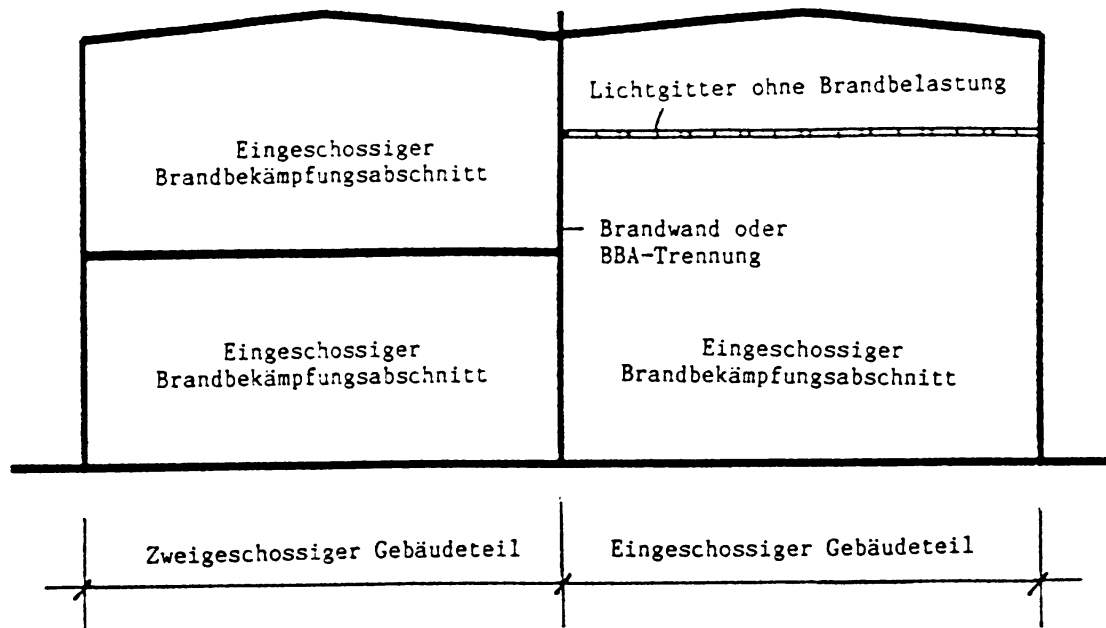 Lichtgitter ohne Brandbelastung
Eingeschossiger
Brandbekämpfungsabschnitt
Brandwand oder
BBA-Trennung
Eingeschossiger
Brandbekämpfungsabschnitt
Eingeschossiger
Brandbekämpfungsabschnitt
Zweigeschossiger Gebäudeteil
Eingeschossiger Gebäudeteil